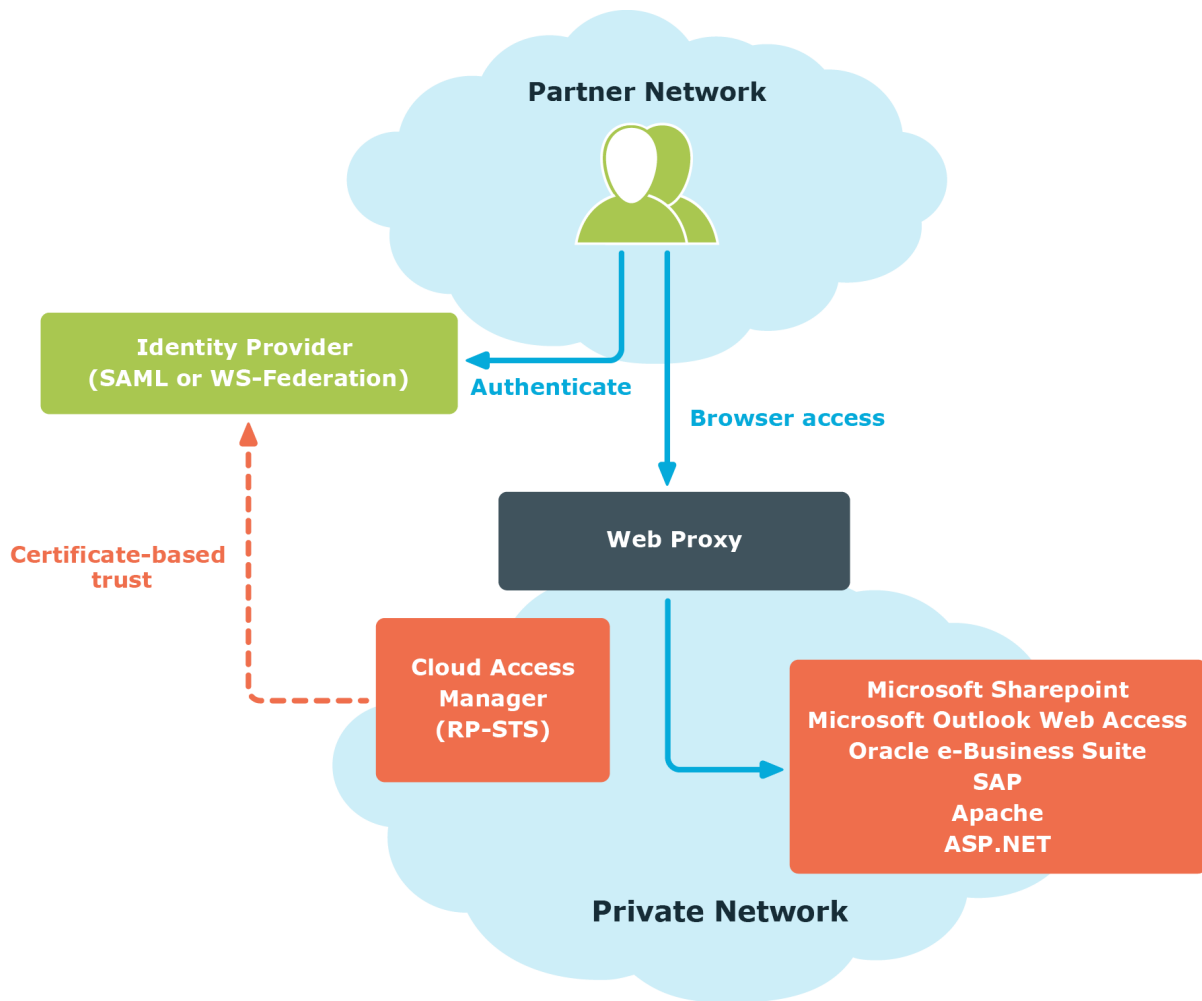 Partner Network
Identity Provider
(SAML or WS-Federation)
Authenticate
Browser access
Web Proxy
Certificate-based
trust
Cloud Access
Manager
(RP-STS)
Microsoft Sharepoint
Microsoft Outlook Web Access
Oracle e-Business Suite
SAP
Apache
ASP.NET
Private Network